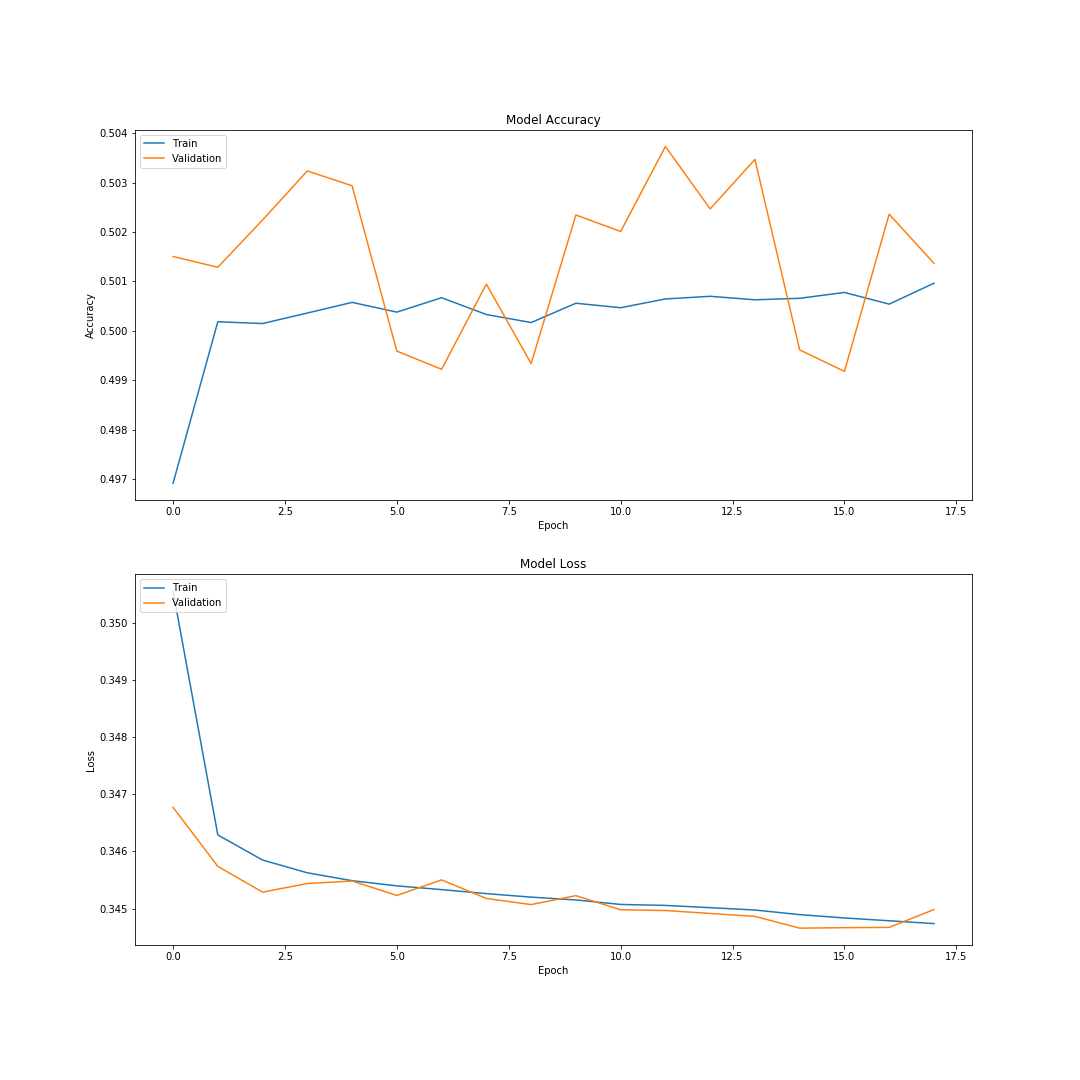 Model Accuracy
Train
Validation
0.504
0.503
0.502
0.501
0.500
0.499
0.498
0.497
Accuracy
0.0 2.5 5.0 7.5 10.0 12.5 15.0 17.5
Epoch
Model Loss
Train
Validation
0.350
0.349
0.348
0.347
0.346
0.345
Loss
0.0 2.5 5.0 7.5 10.0 12.5 15.0 17.5
Epoch